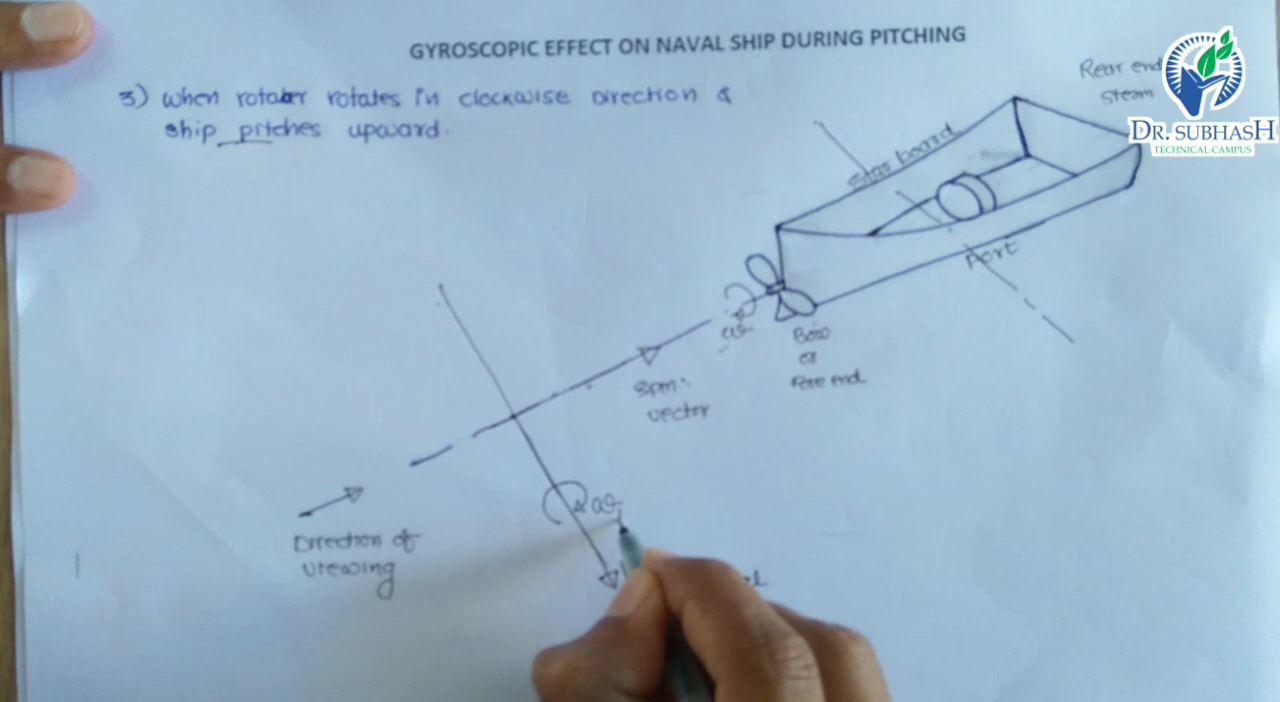 GYROSCOPIC EFFECT ON NAVAL SHIP DURING PITCHING
3) When rotator rotates in clockwise Direction &
ship pitches upward.
Rear end
steam
DR. SUBHASH
TECHNICAL CAMPUS
Star board
port
Bow
or
Fore end
ω
spin
vector
ω
Direction of
viewing